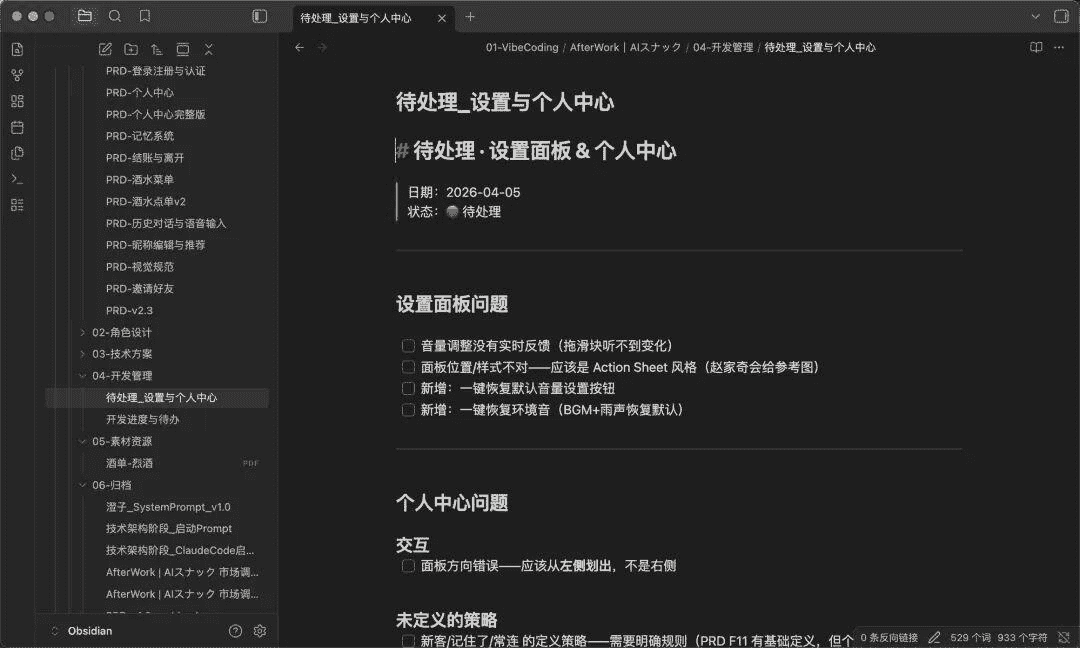 待处理_设置与个人中心
01-VibeCoding / AfterWork | AIスナック / 04-开发管理 / 待处理_设置与个人中心
PRD-登录注册与认证
PRD-个人中心
PRD-个人中心完整版
PRD-记忆系统
PRD-结账与离开
PRD-酒水菜单
PRD-酒水点单v2
PRD-历史对话与语音输入
PRD-昵称编辑与推荐
PRD-视觉规范
PRD-邀请好友
PRD-v2.3
02-角色设计
03-技术方案
04-开发管理
待处理_设置与个人中心
开发进度与待办
05-素材资源
酒单-烈酒 PDF
06-归档
澄子_SystemPrompt_v1.0
技术架构阶段_启动Prompt
技术架构阶段_ClaudeCode启...
AfterWork | AIスナック 市场调...
AfterWork | AIスナック 市场调...
Obsidian
待处理_设置与个人中心
# 待处理 · 设置面板 & 个人中心
日期：2026-04-05
状态： 待处理
设置面板问题
音量调整没有实时反馈（拖滑块听不到变化）
面板位置/样式不对——应该是 Action Sheet 风格（赵家奇会给参考图）
新增：一键恢复默认音量设置按钮
新增：一键恢复环境音（BGM+雨声恢复默认）
个人中心问题
交互
面板方向错误——应该从左侧划出，不是右侧
未定义的策略
新客/记住了/常连 的定义策略——需要明确规则（PRD F11 有基础定义，但个
0 条反向链接 529 个词 933 个字符